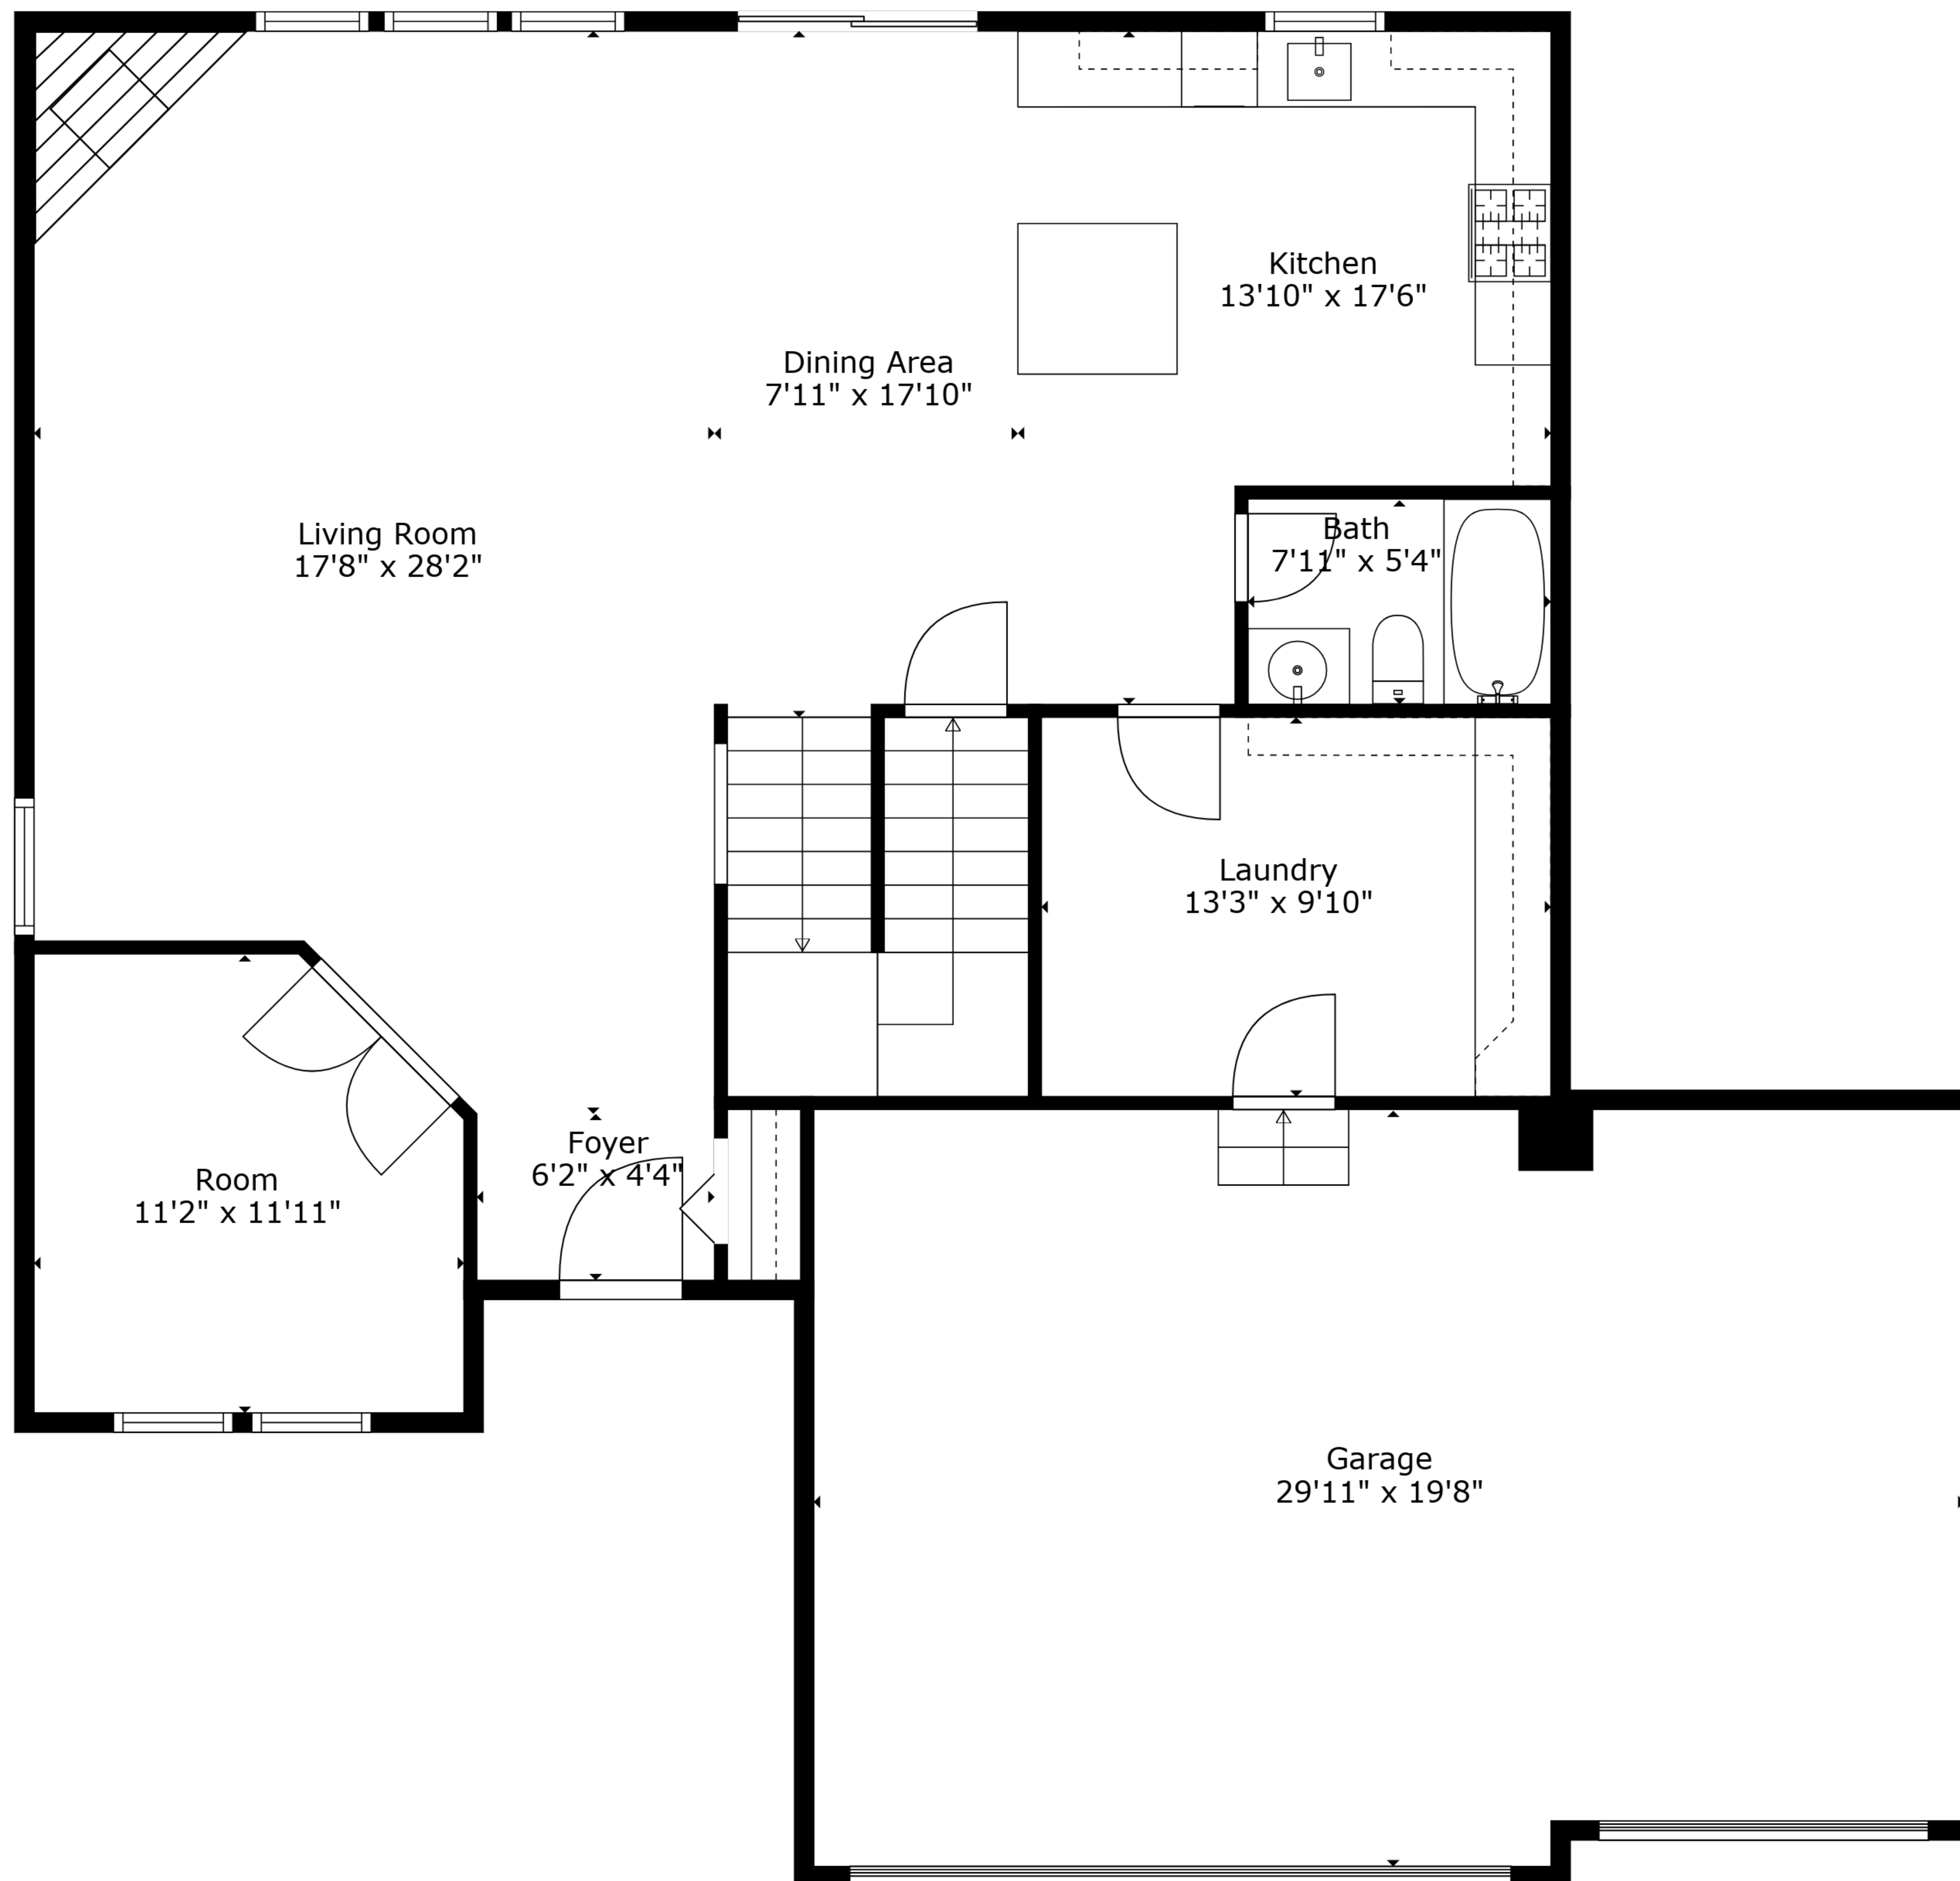 Kitchen
13'10" x 17'6"
Dining Area
7'11" x 17'10"
Living Room
17'8" x 28'2"
Bath
7'11" x 5'4"
Laundry
13'3" x 9'10"
Foyer
6'2" x 4'4"
Room
11'2" x 11'11"
Garage
29'11" x 19'8"